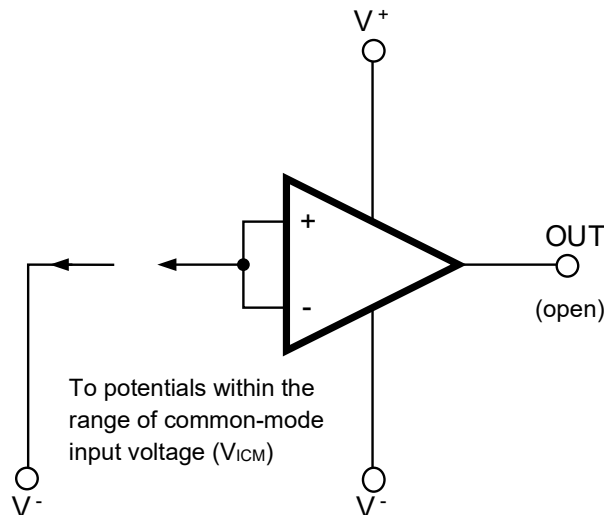 V+
+
-
OUT
(open)
To potentials within the
range of common-mode
input voltage (VICM)
V-
V-